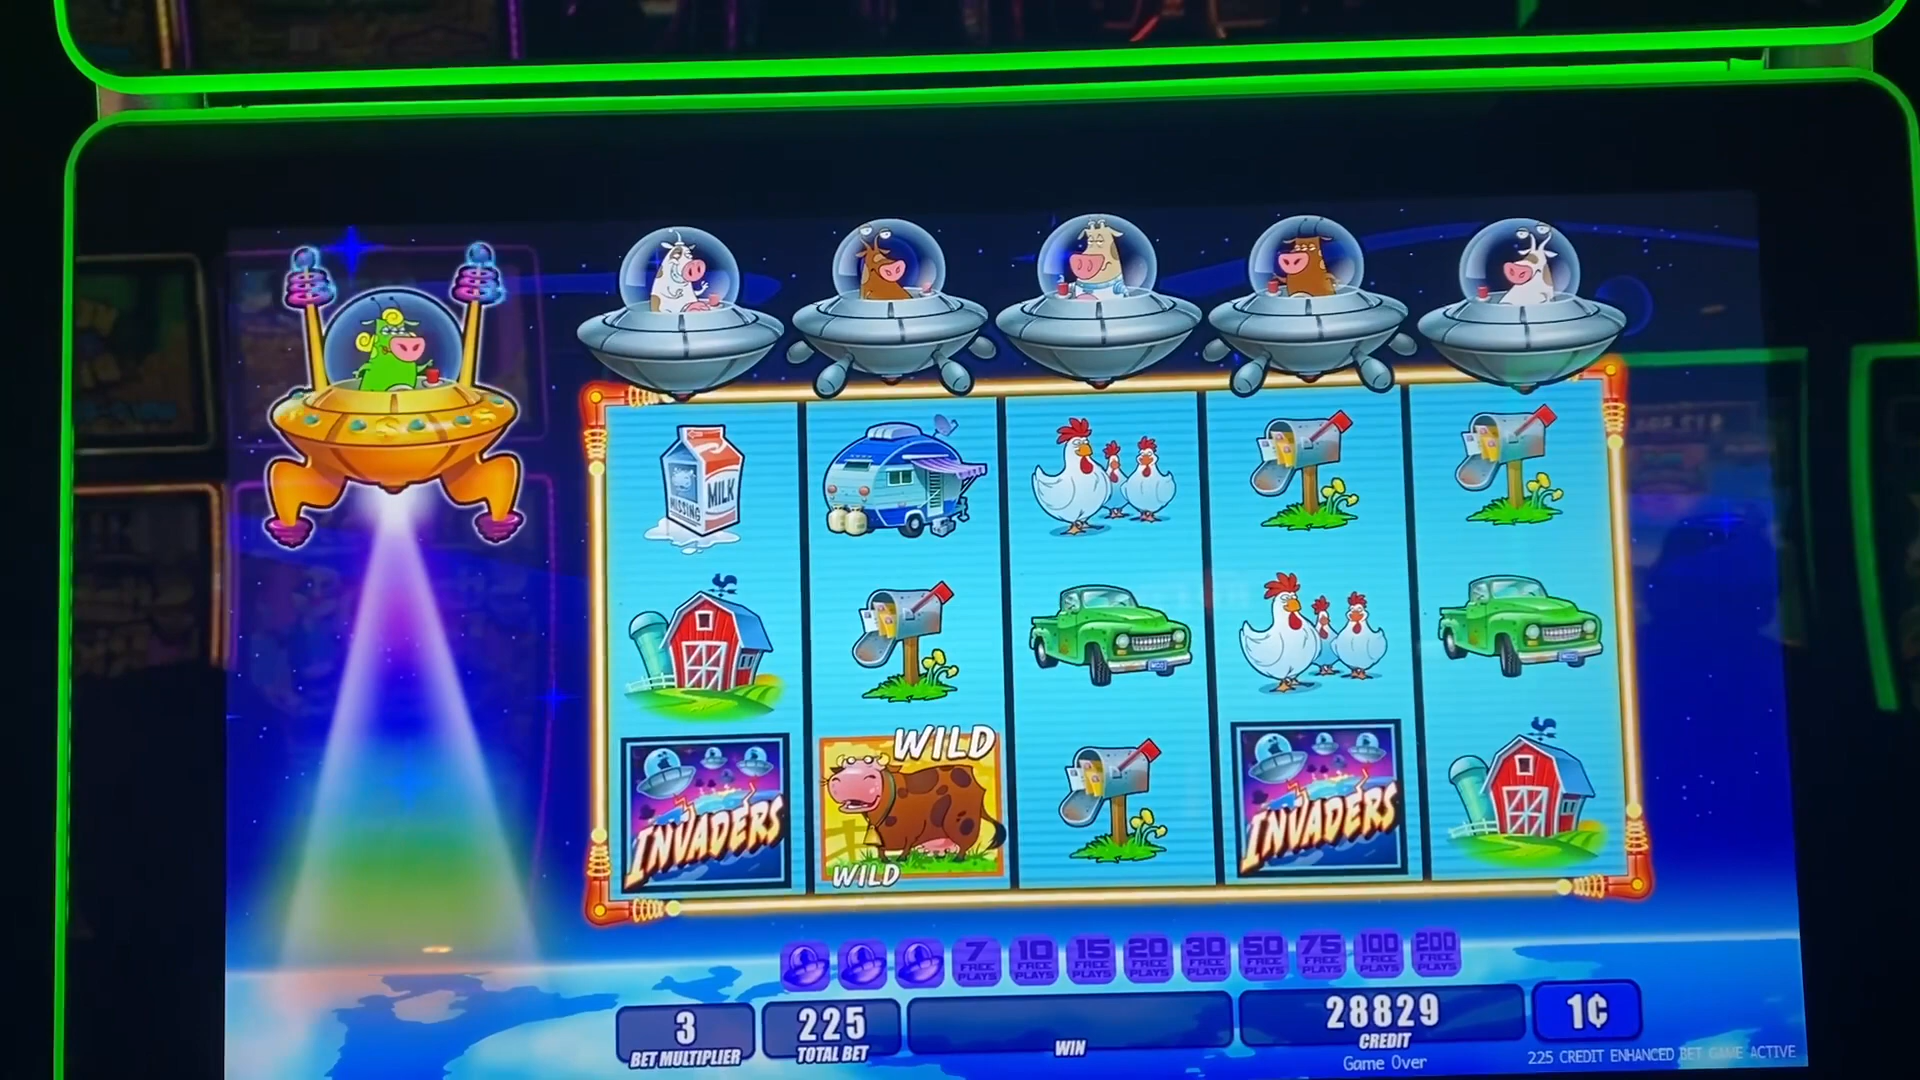 MISSING
MILK
WILD
WILD
INVADERS
INVADERS
7 FREE PLAYS
10 FREE PLAYS
15 FREE PLAYS
20 FREE PLAYS
30 FREE PLAYS
50 FREE PLAYS
75 FREE PLAYS
100 FREE PLAYS
200 FREE PLAYS
3
BET MULTIPLIER
225
TOTAL BET
WIN
28829
CREDIT
Game Over
1¢
225 CREDIT ENHANCED BET GAME ACTIVE